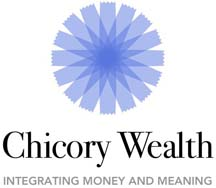 Chicory Wealth
INTEGRATING MONEY AND MEANING